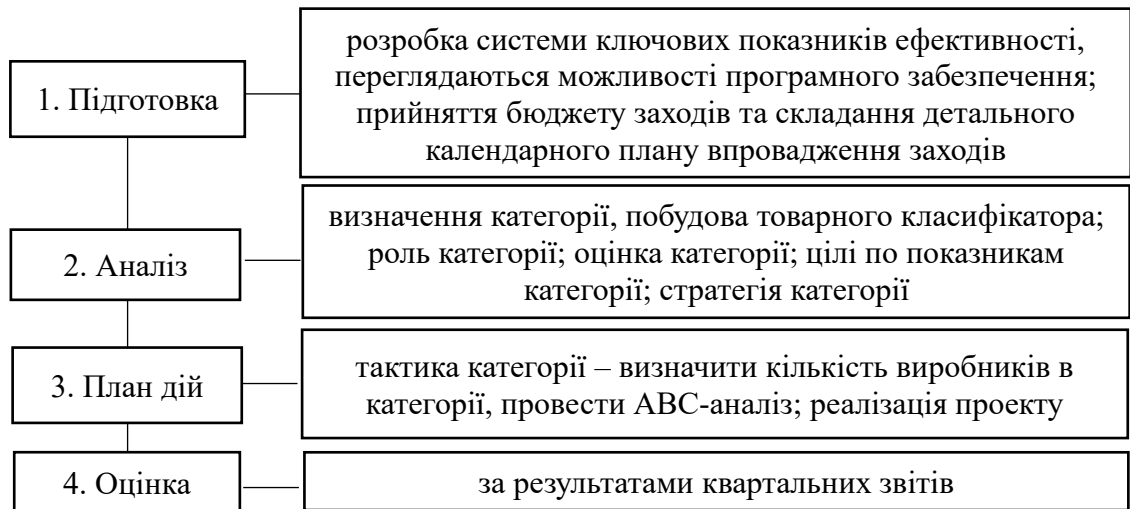 1. Підготовка
розробка системи ключових показників ефективності,
переглядаються можливості програмного забезпечення;
прийняття бюджету заходів та складання детального
календарного плану впровадження заходів
2. Аналіз
визначення категорії, побудова товарного класифікатора;
роль категорії; оцінка категорії; цілі по показникам
категорії; стратегія категорії
3. План дій
тактика категорії – визначити кількість виробників в
категорії, провести АВС-аналіз; реалізація проекту
4. Оцінка
за результатами квартальних звітів